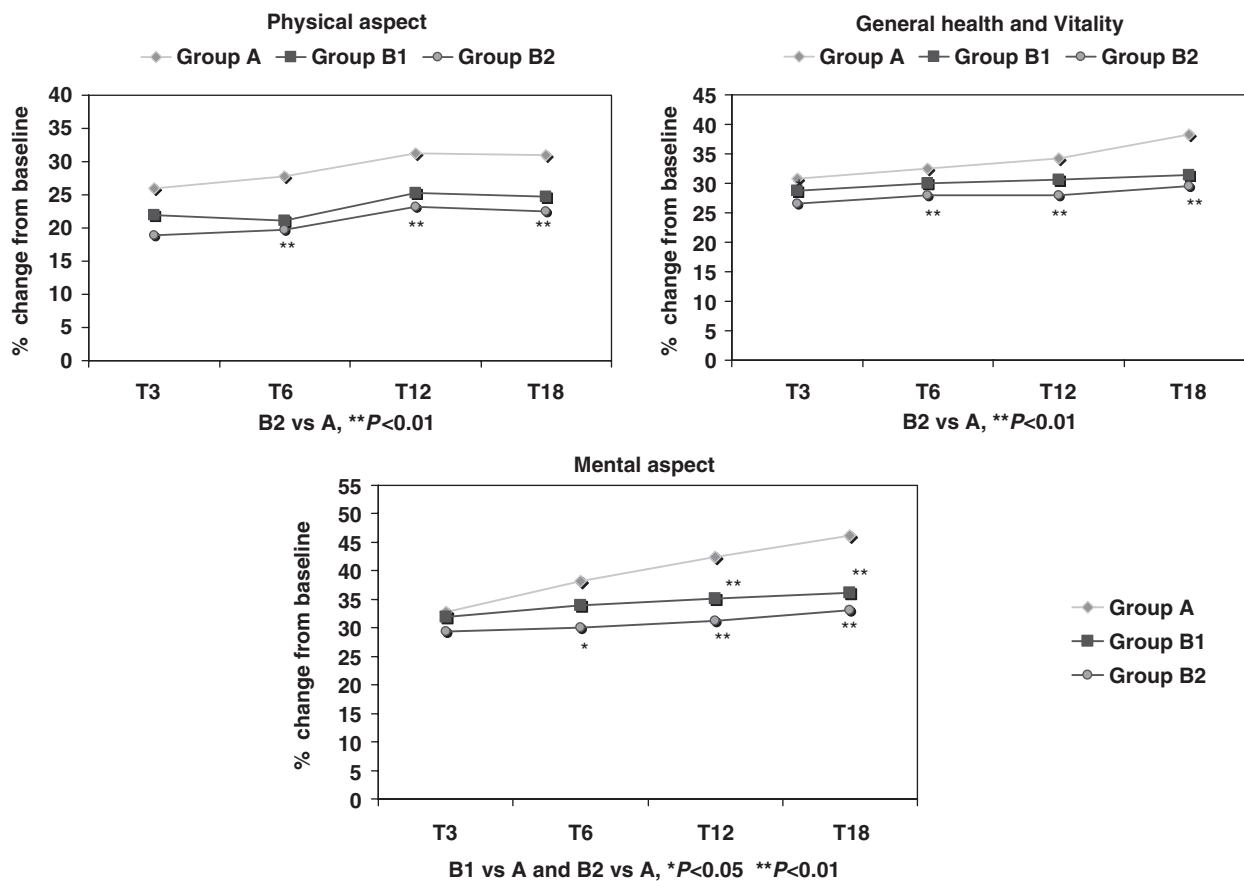 Physical aspect
Group A Group B1 Group B2
% change from baseline
40
35
30
25
20
15
10
5
0
** ** **
T3 T6 T12 T18
B2 vs A, **P<0.01
General health and Vitality
Group A Group B1 Group B2
% change from baseline
45
40
35
30
25
20
15
10
5
0
** ** **
T3 T6 T12 T18
B2 vs A, **P<0.01
Mental aspect
% change from baseline
55
50
45
40
35
30
25
20
15
10
5
0
** **
* ** **
T3 T6 T12 T18
B1 vs A and B2 vs A, *P<0.05 **P<0.01
Group A
Group B1
Group B2